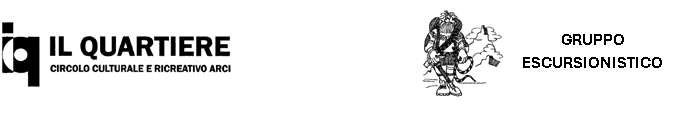 iq IL QUARTIERE
CIRCOLO CULTURALE E RICREATIVO ARCI
GRUPPO
ESCURSIONISTICO